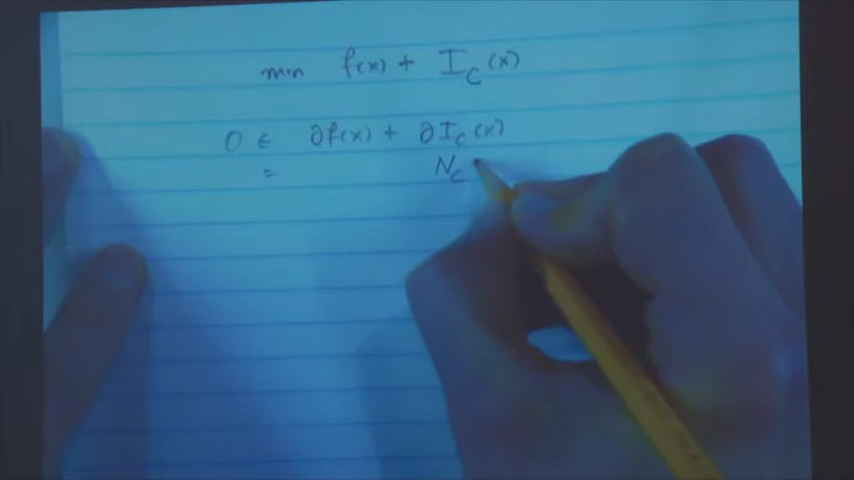 min f(x) + I_C(x)
0 ∈ ∂f(x) + ∂I_C(x)
= N_C